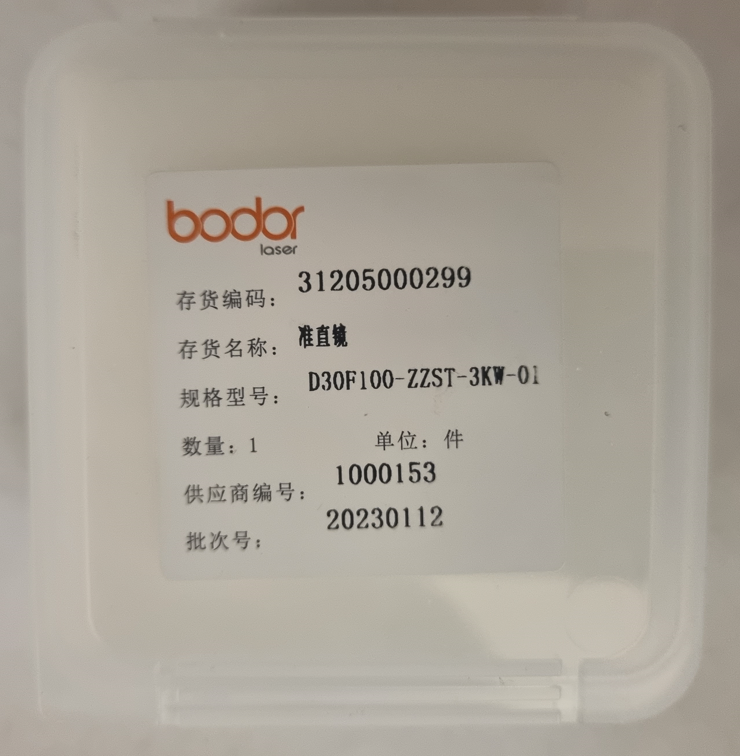 bodor
laser
存货编码： 31205000299
存货名称： 准直镜
规格型号： D30F100-ZZST-3KW-01
数量：1 单位：件
供应商编号： 1000153
批次号； 20230112